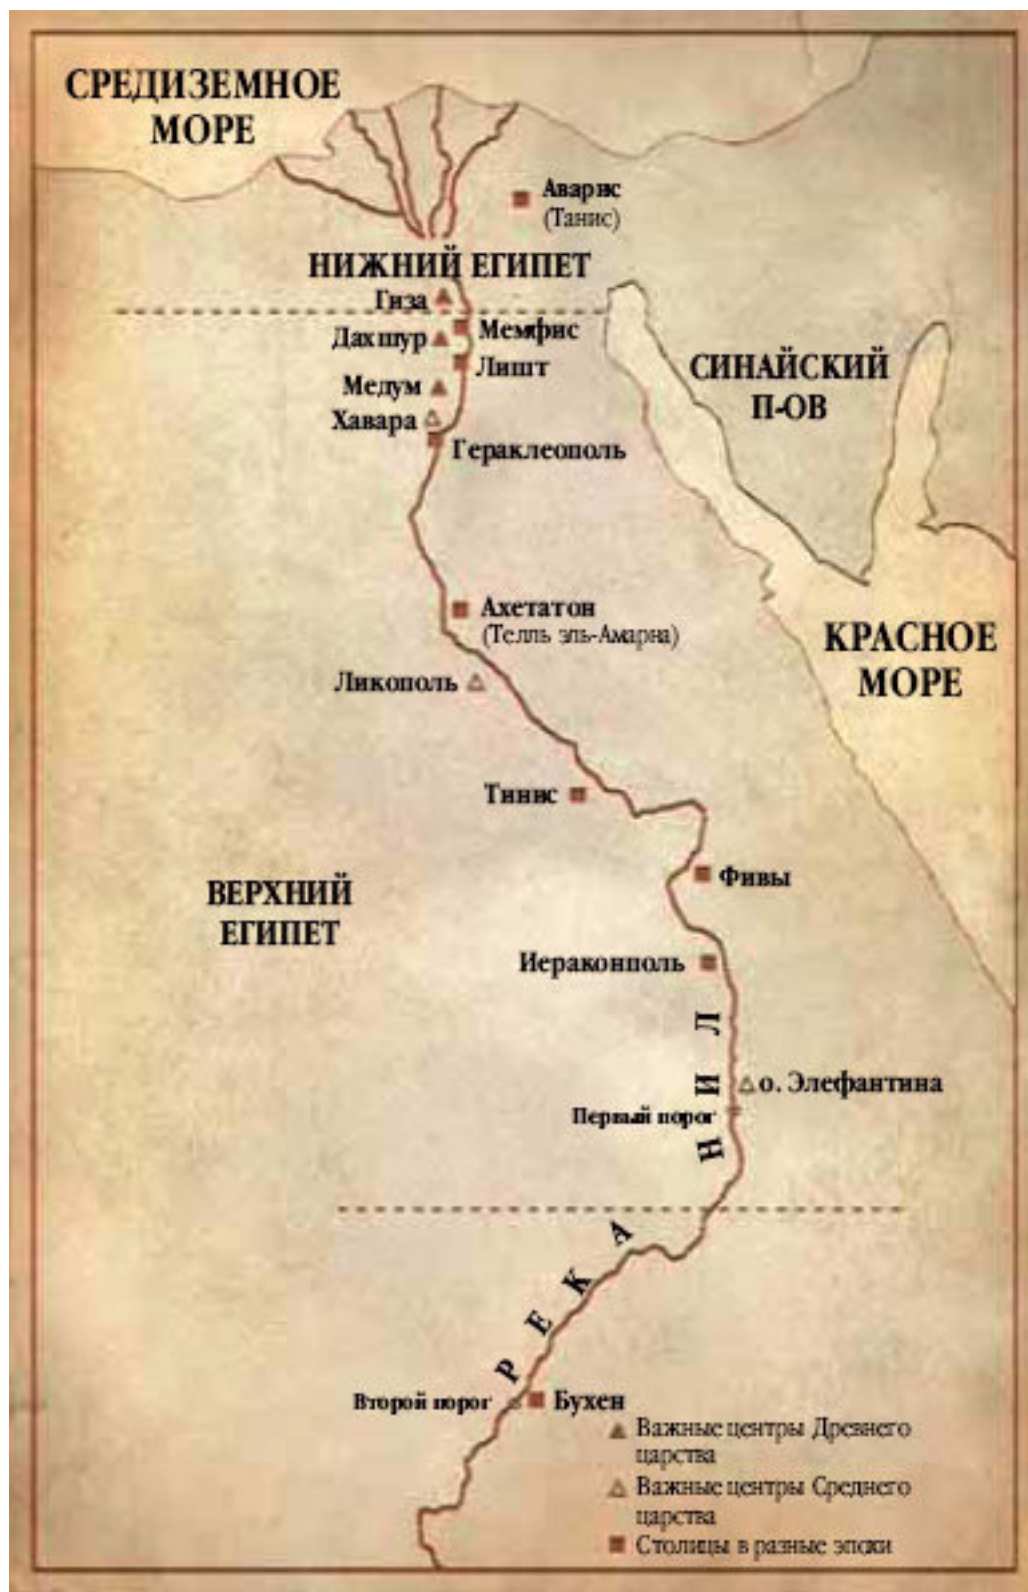 СРЕДИЗЕМНОЕ
МОРЕ
Аварис
(Танис)
НИЖНИЙ ЕГИПЕТ
Гиза
Мемфис
Дахшур
Лишт
СИНАЙСКИЙ
П-ОВ
Медум
Хавара
Гераклеополь
Ахетатон
(Телль эль-Амарна)
КРАСНОЕ
МОРЕ
Ликополь
Тинис
Фивы
ВЕРХНИЙ
ЕГИПЕТ
Иераконполь
о. Элефантина
Первый порог
РЕКА НИЛ
Второй порог
Бухен
Важные центры Древнего
царства
Важные центры Среднего
царства
Столицы в разные эпохи